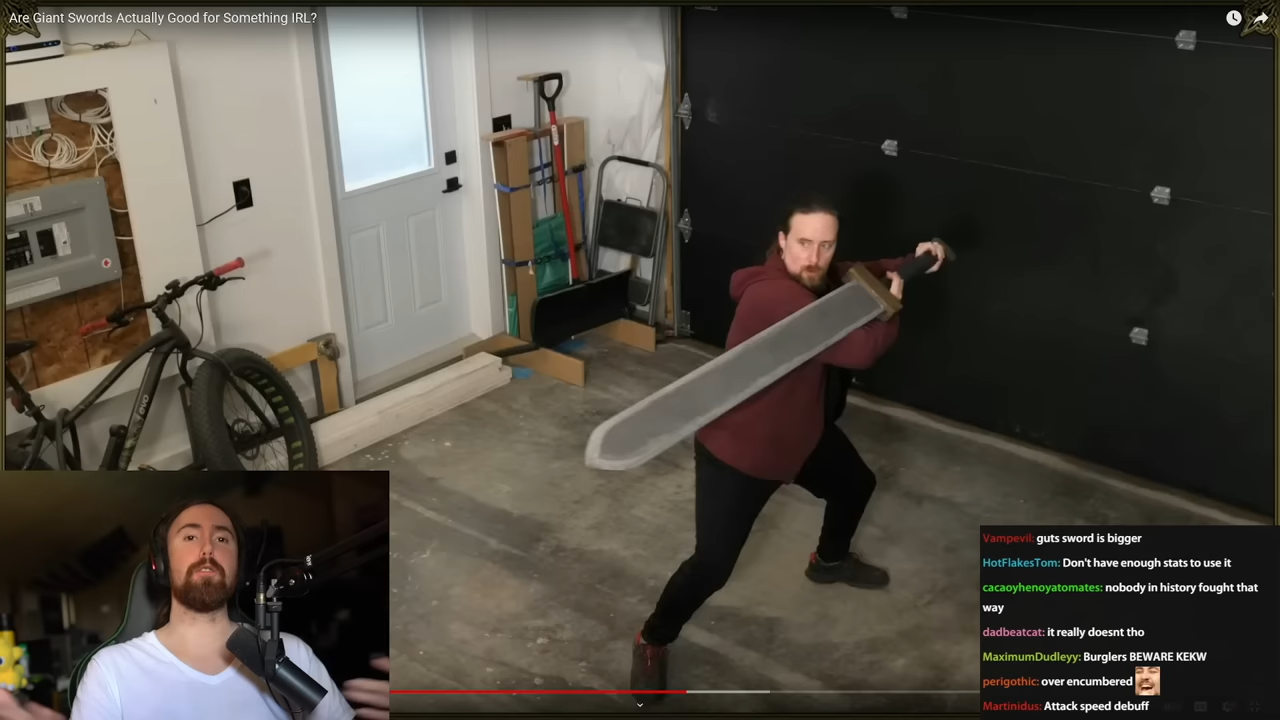 Are Giant Swords Actually Good for Something IRL?
Vampevil: guts sword is bigger
HotFlakesTom: Don't have enough stats to use it
cacaoyhenoyatomates: nobody in history fought that
way
dadbeatcat: it really doesnt tho
MaximumDudleyy: Burglers BEWARE KEKW
perigothic: over encumbered
Martinidus: Attack speed debuff